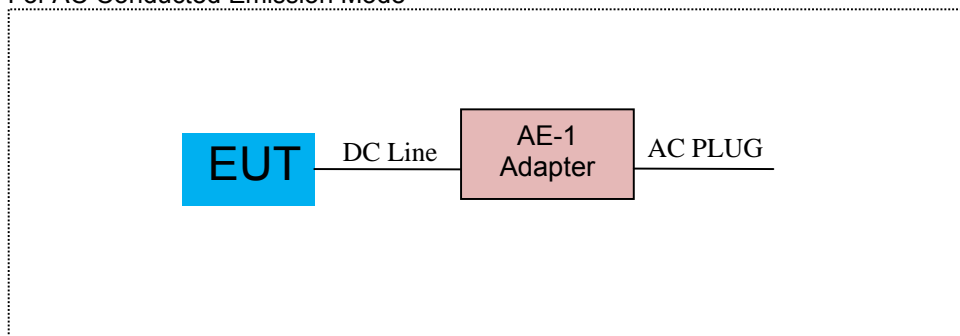 For AC Conducted Emission Mode
EUT
DC Line
AE-1
Adapter
AC PLUG